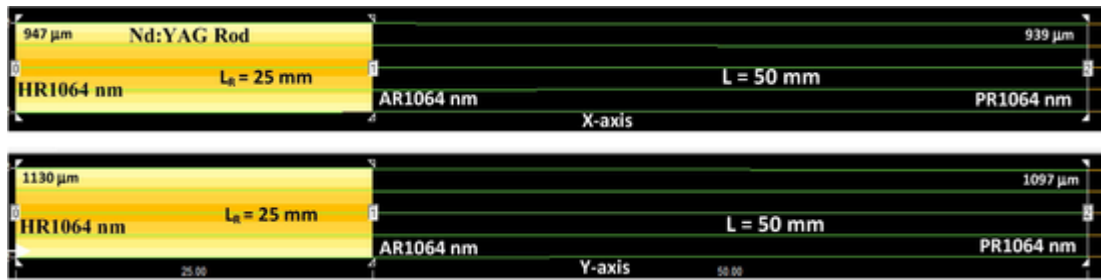 947 µm Nd:YAG Rod 939 µm
0 1 2
L_R = 25 mm L = 50 mm
HR1064 nm AR1064 nm PR1064 nm
X-axis
1130 µm 1097 µm
0 1 2
L_R = 25 mm L = 50 mm
HR1064 nm AR1064 nm PR1064 nm
25.00 Y-axis 50.00